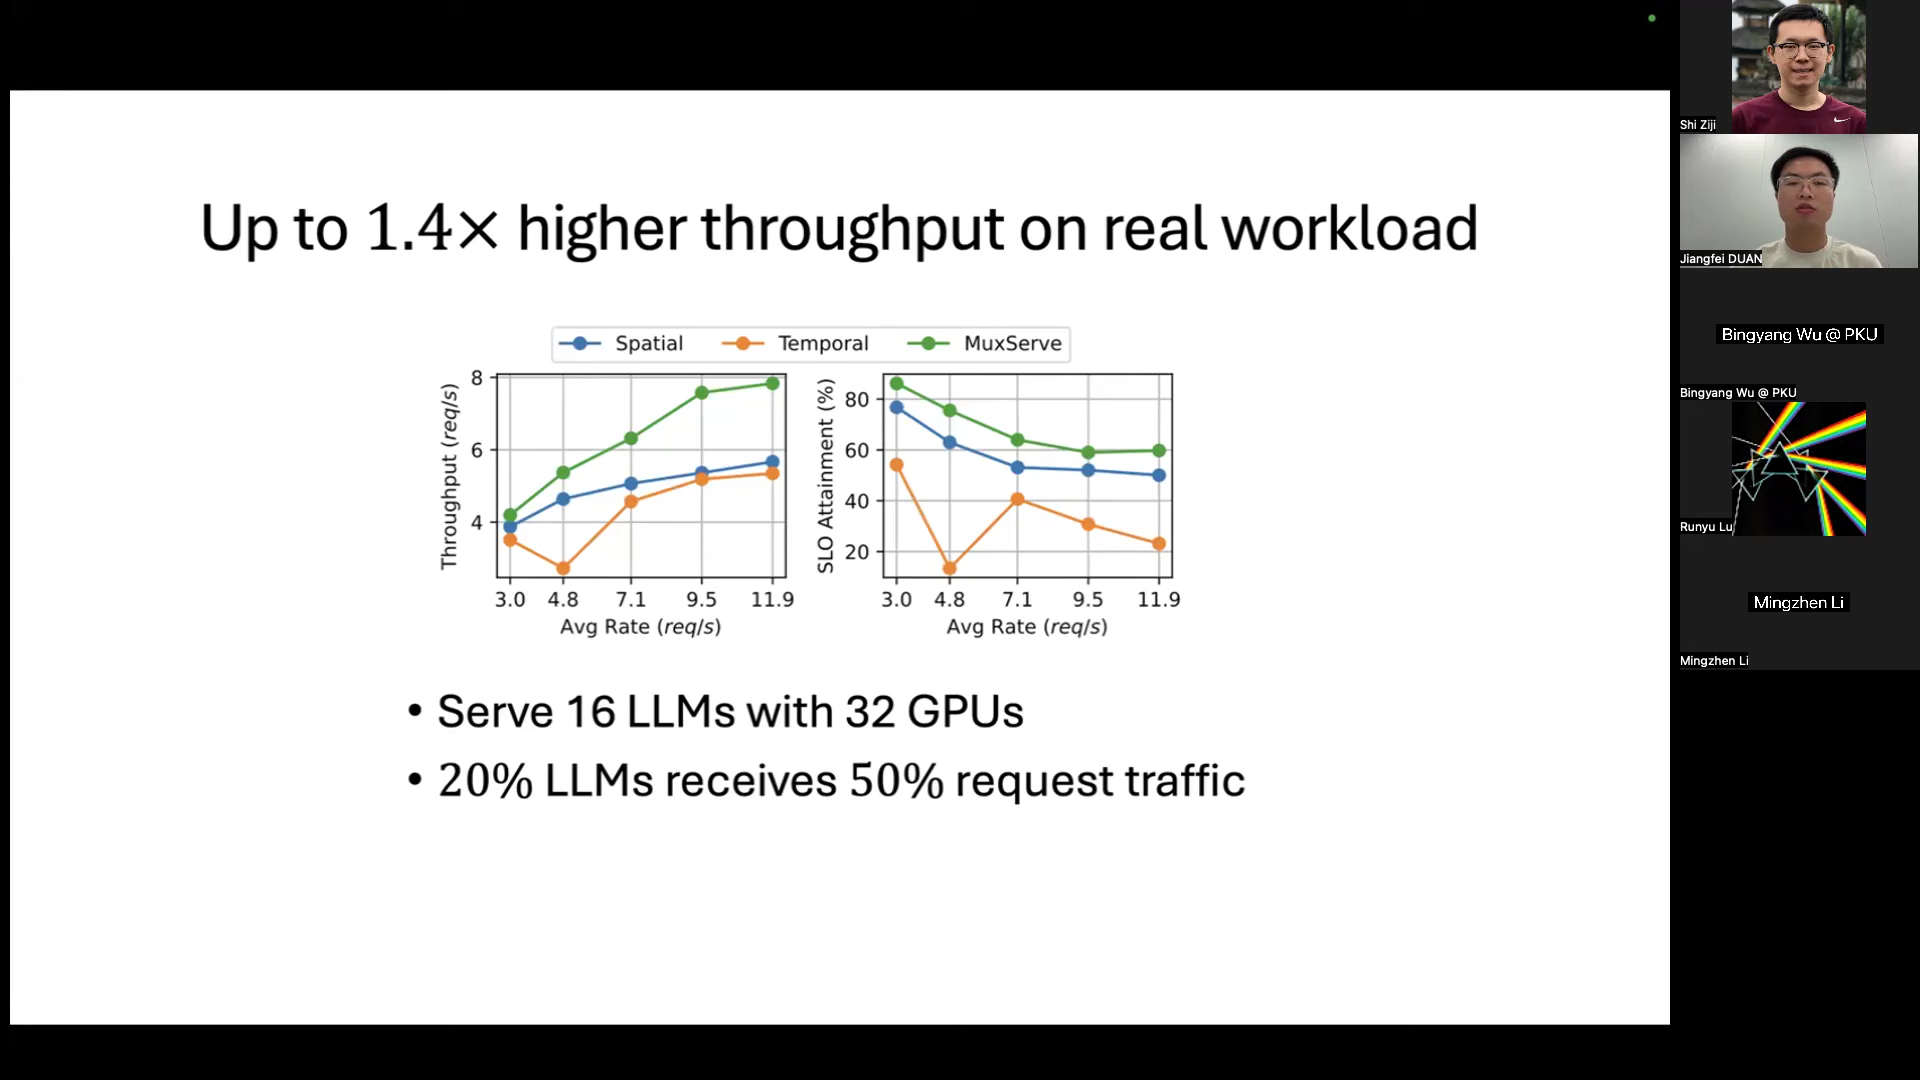 Up to 1.4× higher throughput on real workload
Spatial Temporal MuxServe
Throughput (req/s)
8
6
4
3.0 4.8 7.1 9.5 11.9
Avg Rate (req/s)
SLO Attainment (%)
80
60
40
20
3.0 4.8 7.1 9.5 11.9
Avg Rate (req/s)
• Serve 16 LLMs with 32 GPUs
• 20% LLMs receives 50% request traffic
Shi Ziji
Jiangfei DUAN
Bingyang Wu @ PKU
Bingyang Wu @ PKU
Runyu Lu
Mingzhen Li
Mingzhen Li